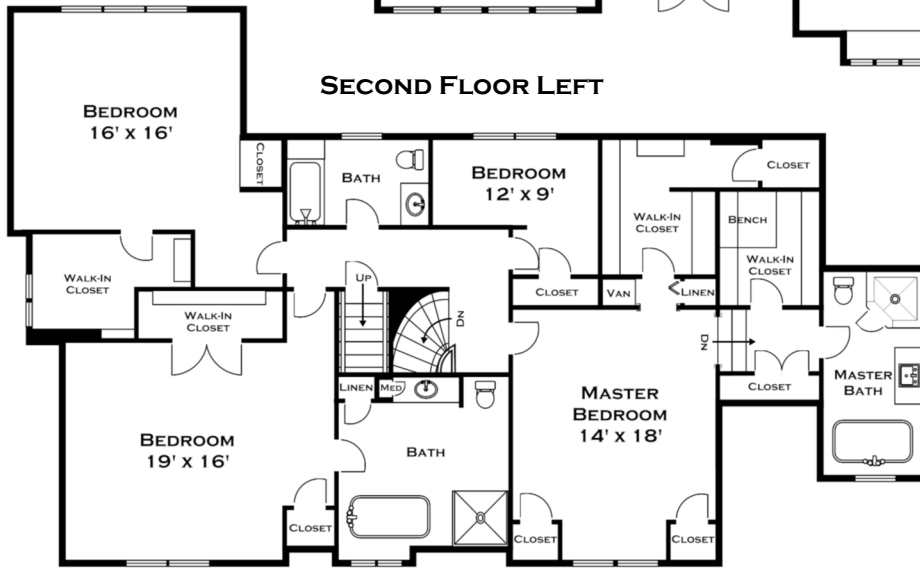 SECOND FLOOR LEFT
BEDROOM
16' X 16'
CLOSET
BATH
BEDROOM
12' X 9'
CLOSET
WALK-IN
CLOSET
BENCH
WALK-IN
CLOSET
WALK-IN
CLOSET
WALK-IN
CLOSET
UP
DN
CLOSET
VAN
LINEN
DN
LINEN
MED
CLOSET
MASTER
BATH
MASTER
BEDROOM
14' X 18'
BEDROOM
19' X 16'
BATH
CLOSET
CLOSET
CLOSET